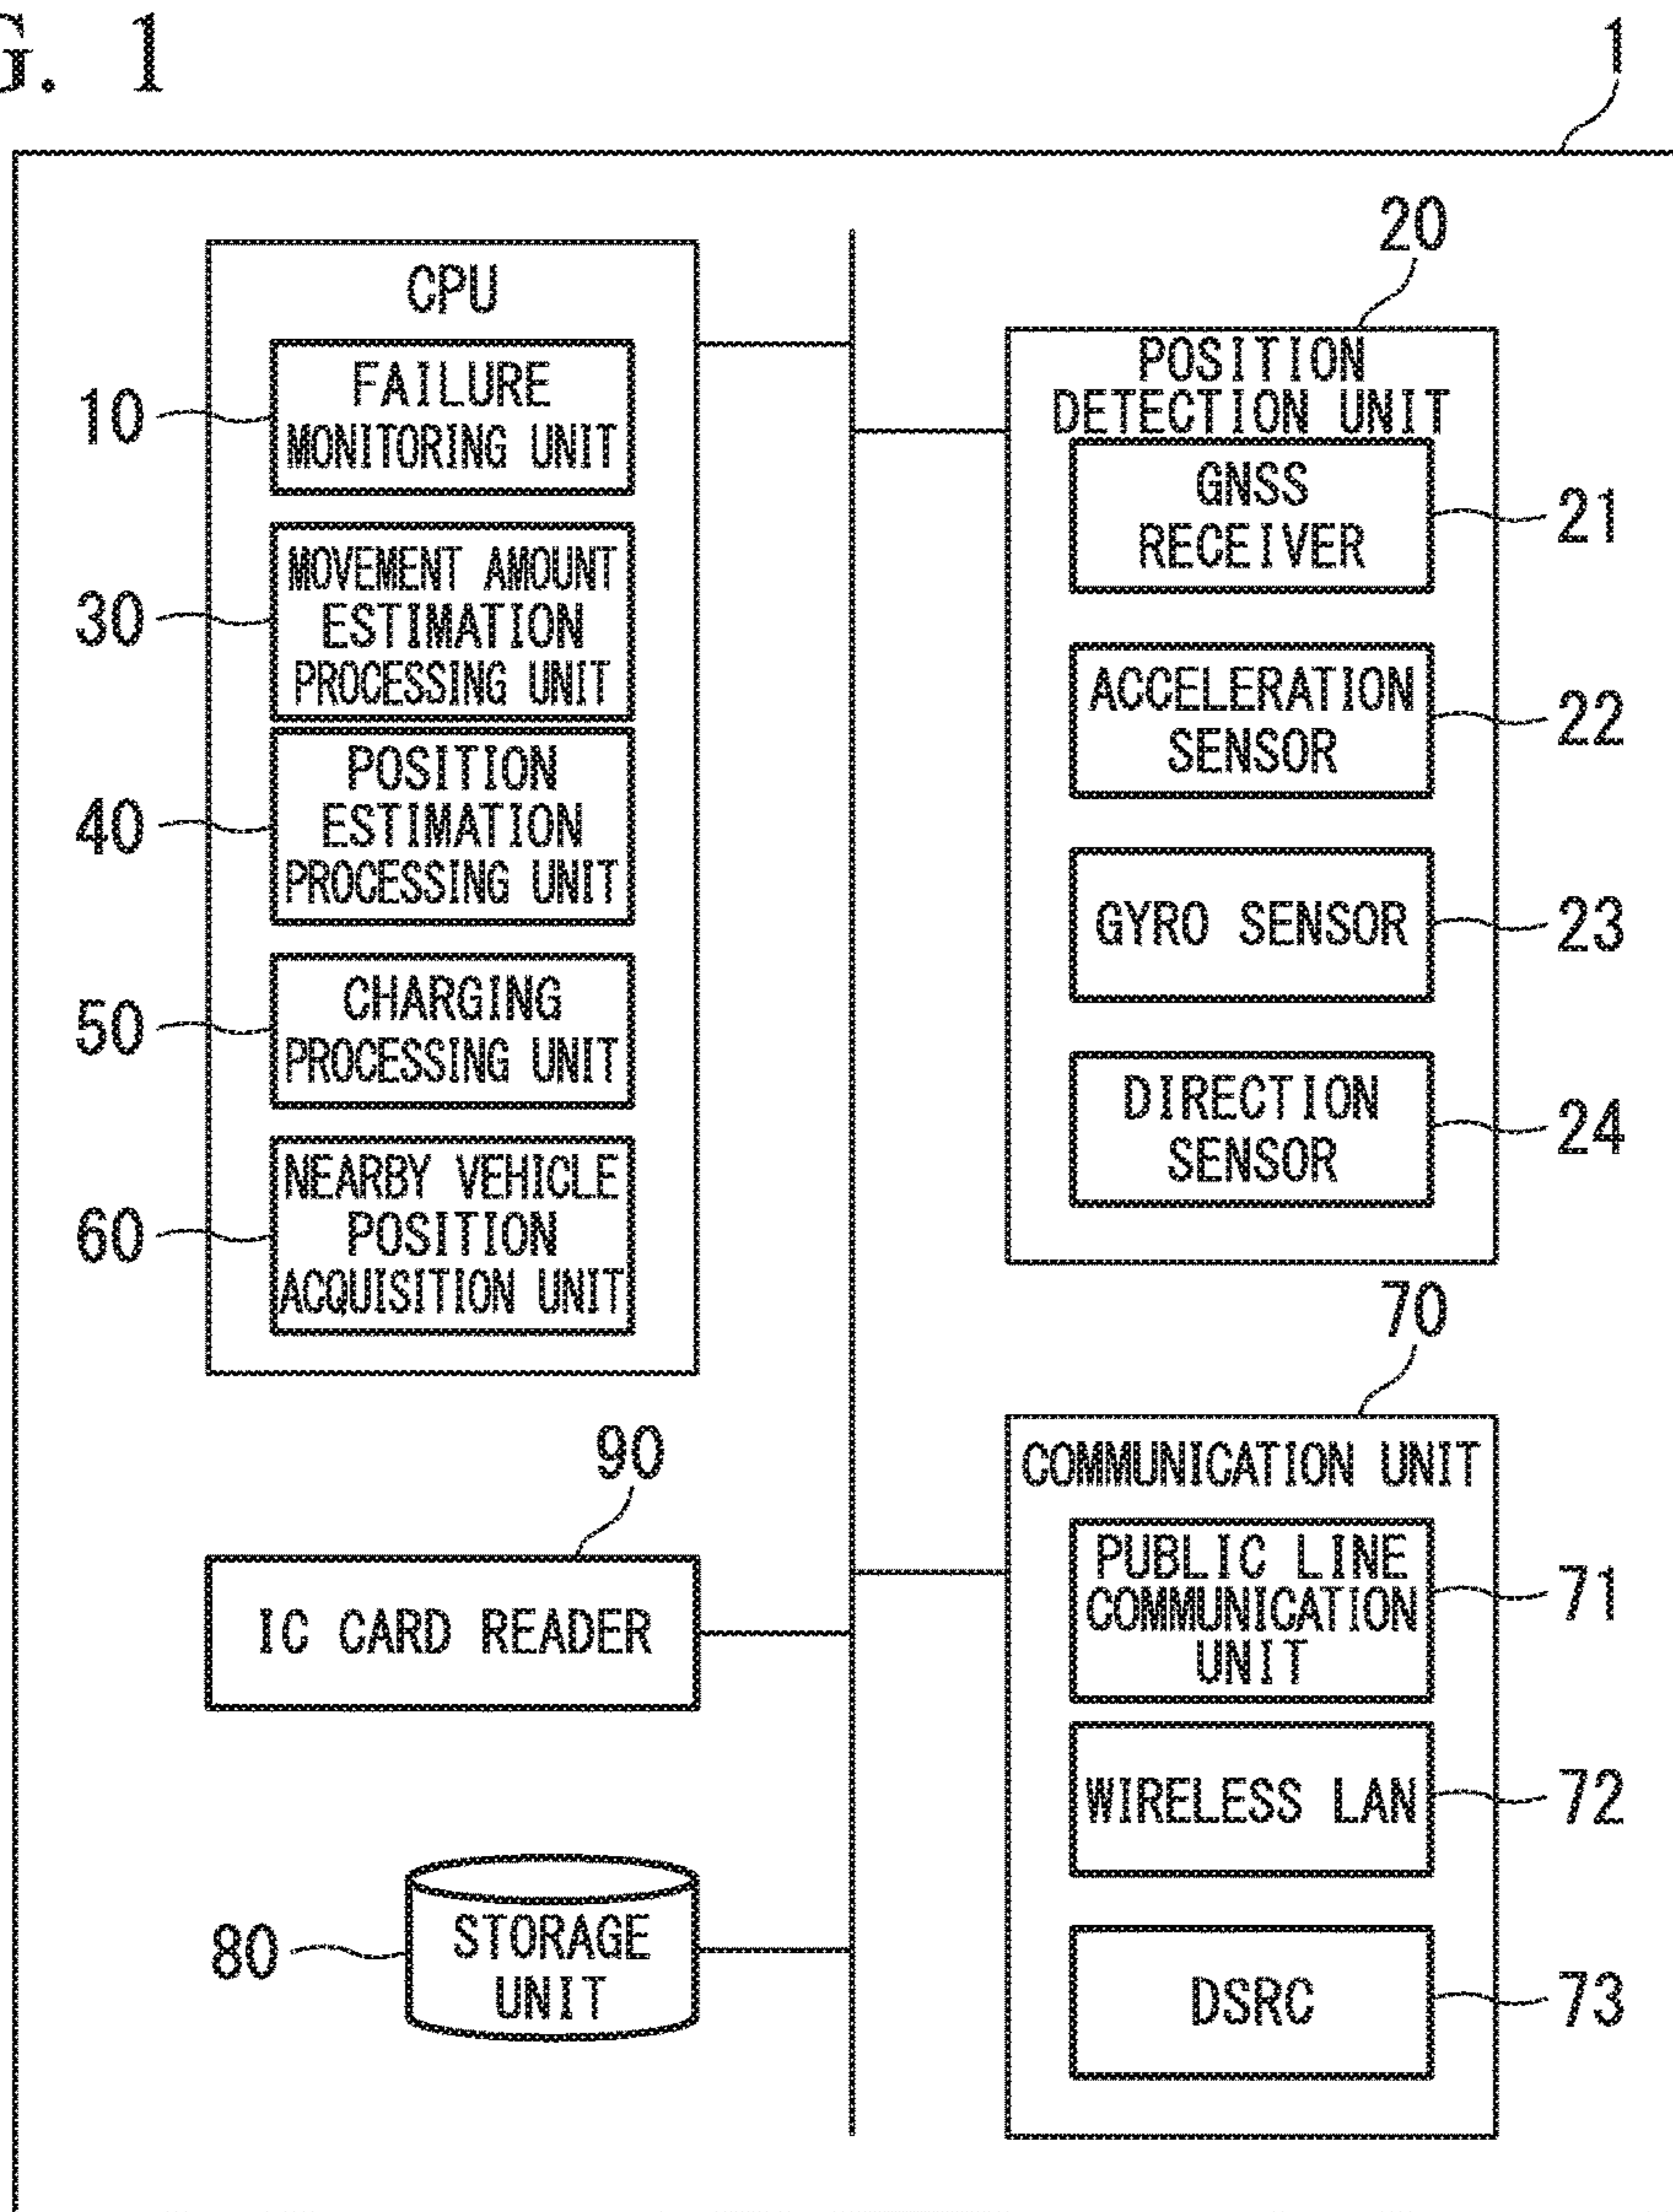 G. 1
1
CPU
10
FAILURE
MONITORING UNIT
30
MOVEMENT AMOUNT
ESTIMATION
PROCESSING UNIT
40
POSITION
ESTIMATION
PROCESSING UNIT
50
CHARGING
PROCESSING UNIT
60
NEARBY VEHICLE
POSITION
ACQUISITION UNIT
90
IC CARD READER
80
STORAGE
UNIT
20
POSITION
DETECTION UNIT
GNSS
RECEIVER
21
ACCELERATION
SENSOR
22
GYRO SENSOR
23
DIRECTION
SENSOR
24
70
COMMUNICATION UNIT
PUBLIC LINE
COMMUNICATION
UNIT
71
WIRELESS LAN
72
DSRC
73